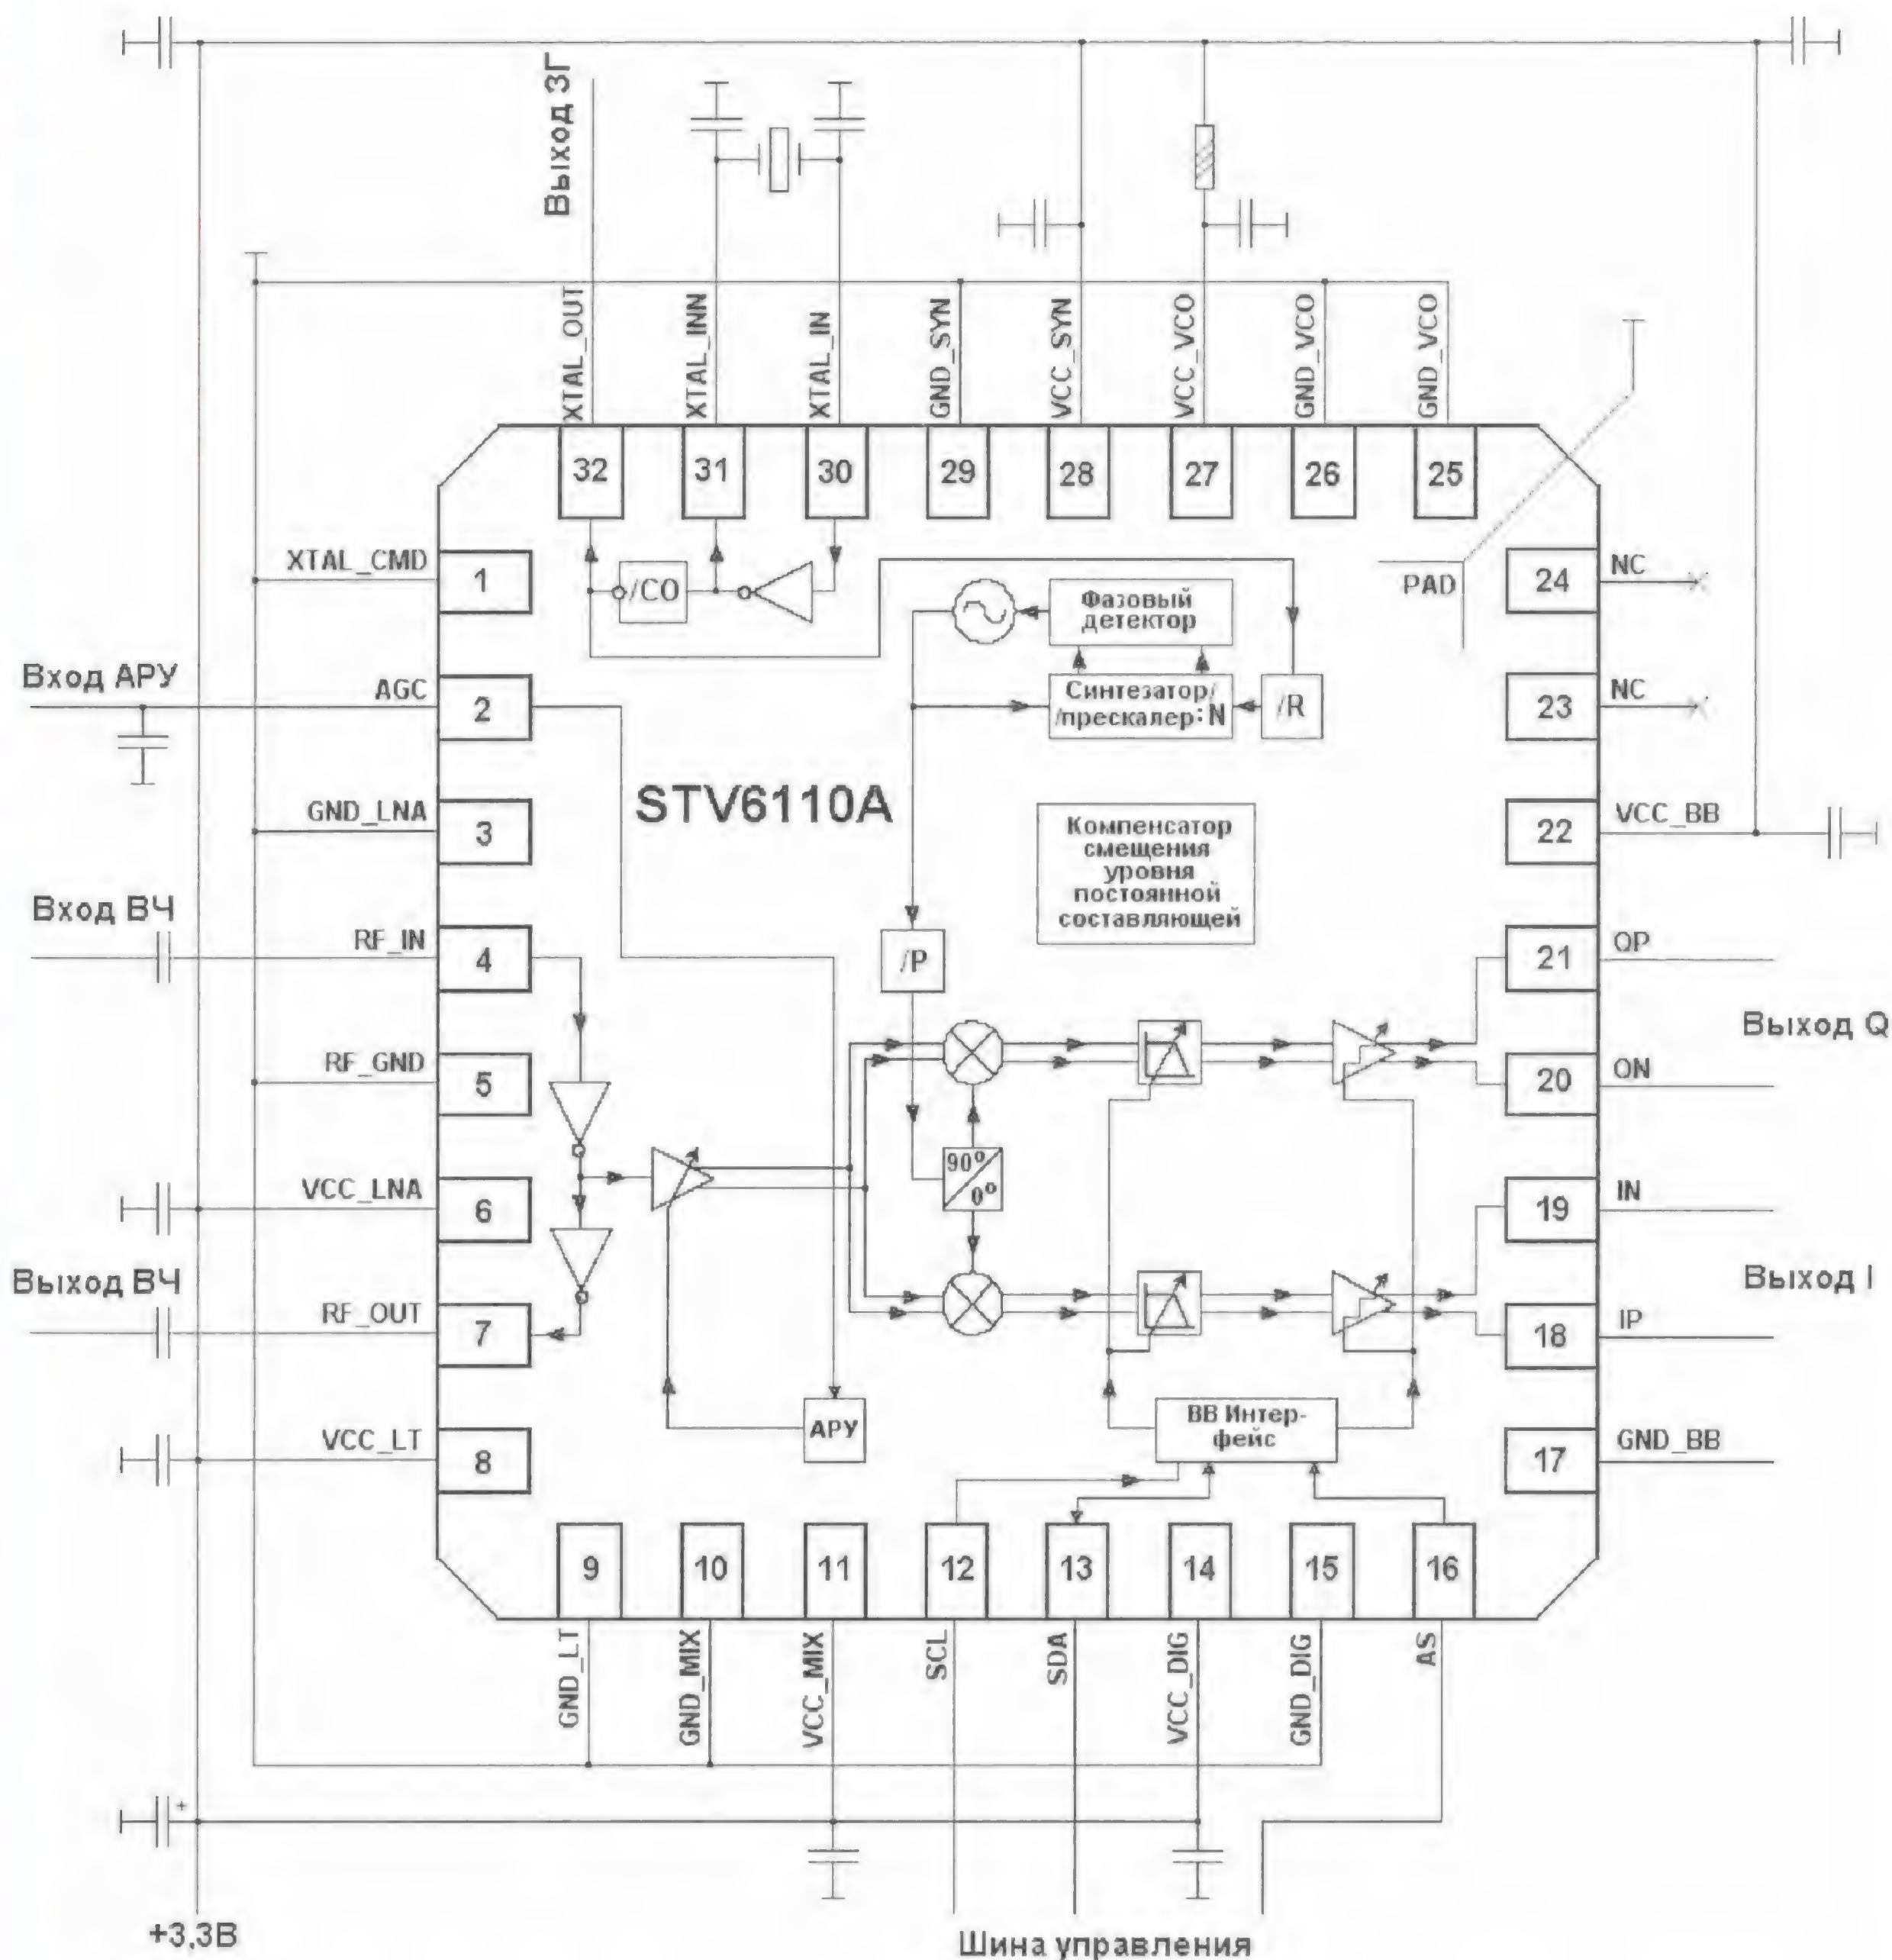 Выход ЗГ
XTAL_OUT
XTAL_INN
XTAL_IN
GND_SYN
VCC_SYN
VCC_VCO
GND_VCO
GND_VCO
32
31
30
29
28
27
26
25
XTAL_CMD
1
/CO
Фазовый
детектор
PAD
24
NC
Вход АРУ
AGC
2
Синтезатор/
/прескалер:N
/R
23
NC
STV6110A
GND_LNA
3
Компенсатор
смещения
уровня
постоянной
составляющей
22
VCC_BB
Вход ВЧ
RF_IN
4
/P
21
QP
Выход Q
RF_GND
5
20
QN
90°
0°
VCC_LNA
6
19
IN
Выход ВЧ
RF_OUT
7
Выход I
18
IP
АРУ
ВВ Интер-
фейс
VCC_LT
8
17
GND_BB
9
10
11
12
13
14
15
16
GND_LT
GND_MIX
VCC_MIX
SCL
SDA
VCC_DIG
GND_DIG
AS
+
+3,3В
Шина управления